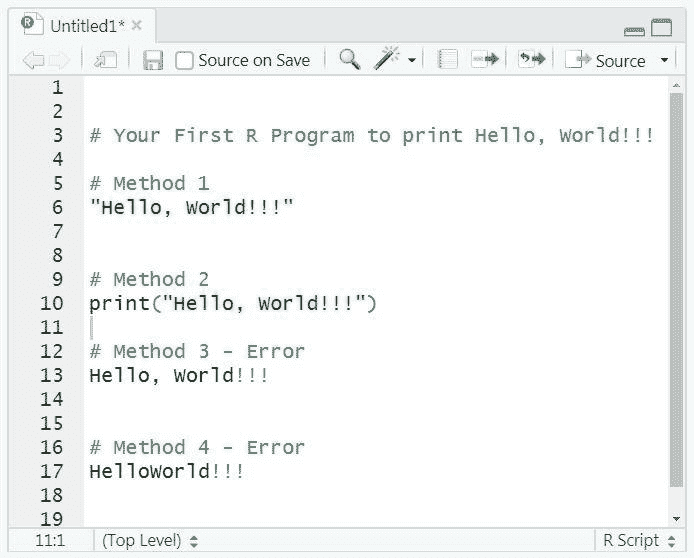 Untitled1*
Source on Save Source
1
2
3 # Your First R Program to print Hello, World!!!
4
5 # Method 1
6 "Hello, World!!!"
7
8
9 # Method 2
10 print("Hello, World!!!")
11
12 # Method 3 - Error
13 Hello, World!!!
14
15
16 # Method 4 - Error
17 HelloWorld!!!
18
19
11:1 (Top Level) R Script